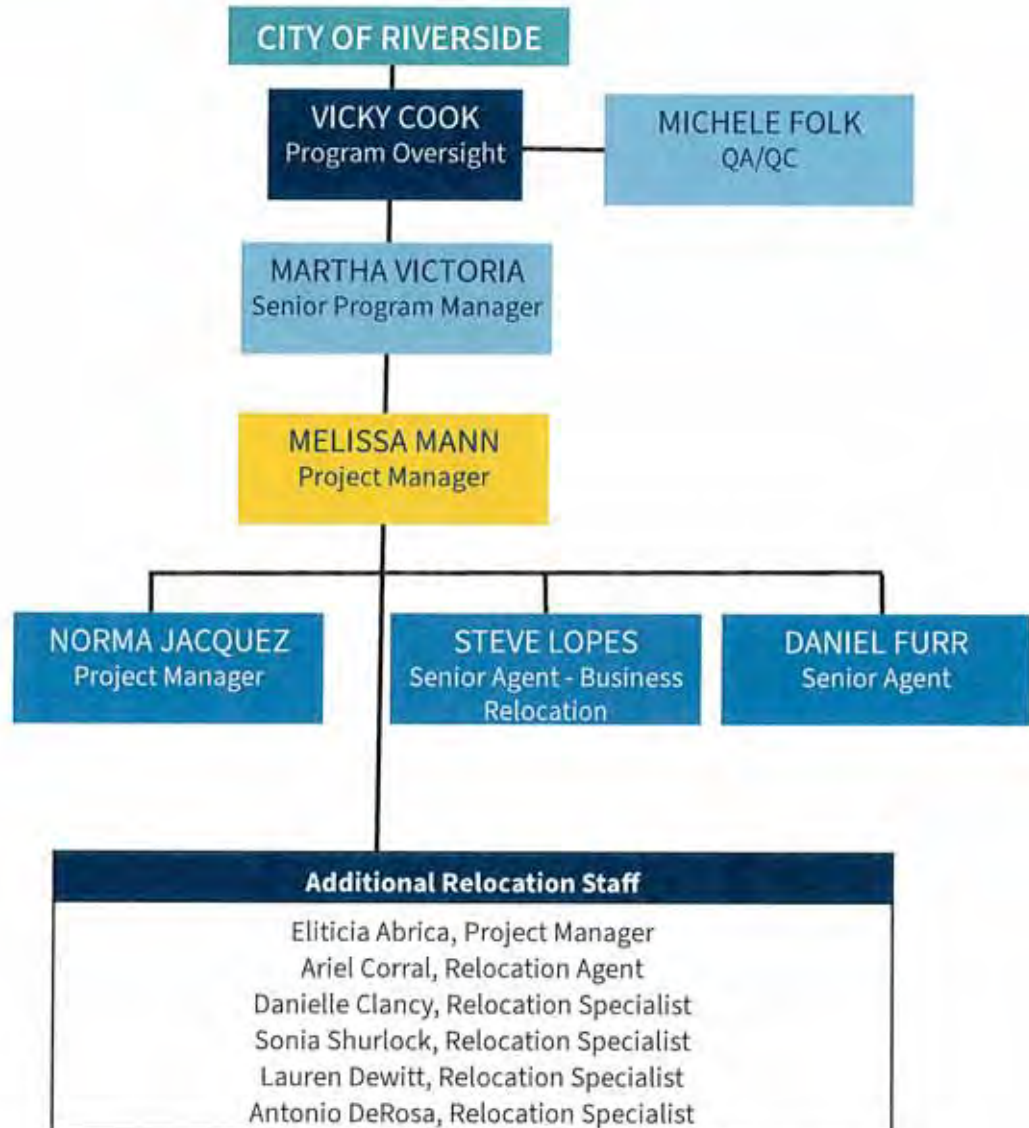 CITY OF RIVERSIDE
VICKY COOK
Program Oversight
MICHELE FOLK
QA/QC
MARTHA VICTORIA
Senior Program Manager
MELISSA MANN
Project Manager
NORMA JACQUEZ
Project Manager
STEVE LOPES
Senior Agent - Business
Relocation
DANIEL FURR
Senior Agent
Additional Relocation Staff
Eliticia Abrica, Project Manager
Ariel Corral, Relocation Agent
Danielle Clancy, Relocation Specialist
Sonia Shurlock, Relocation Specialist
Lauren Dewitt, Relocation Specialist
Antonio DeRosa, Relocation Specialist